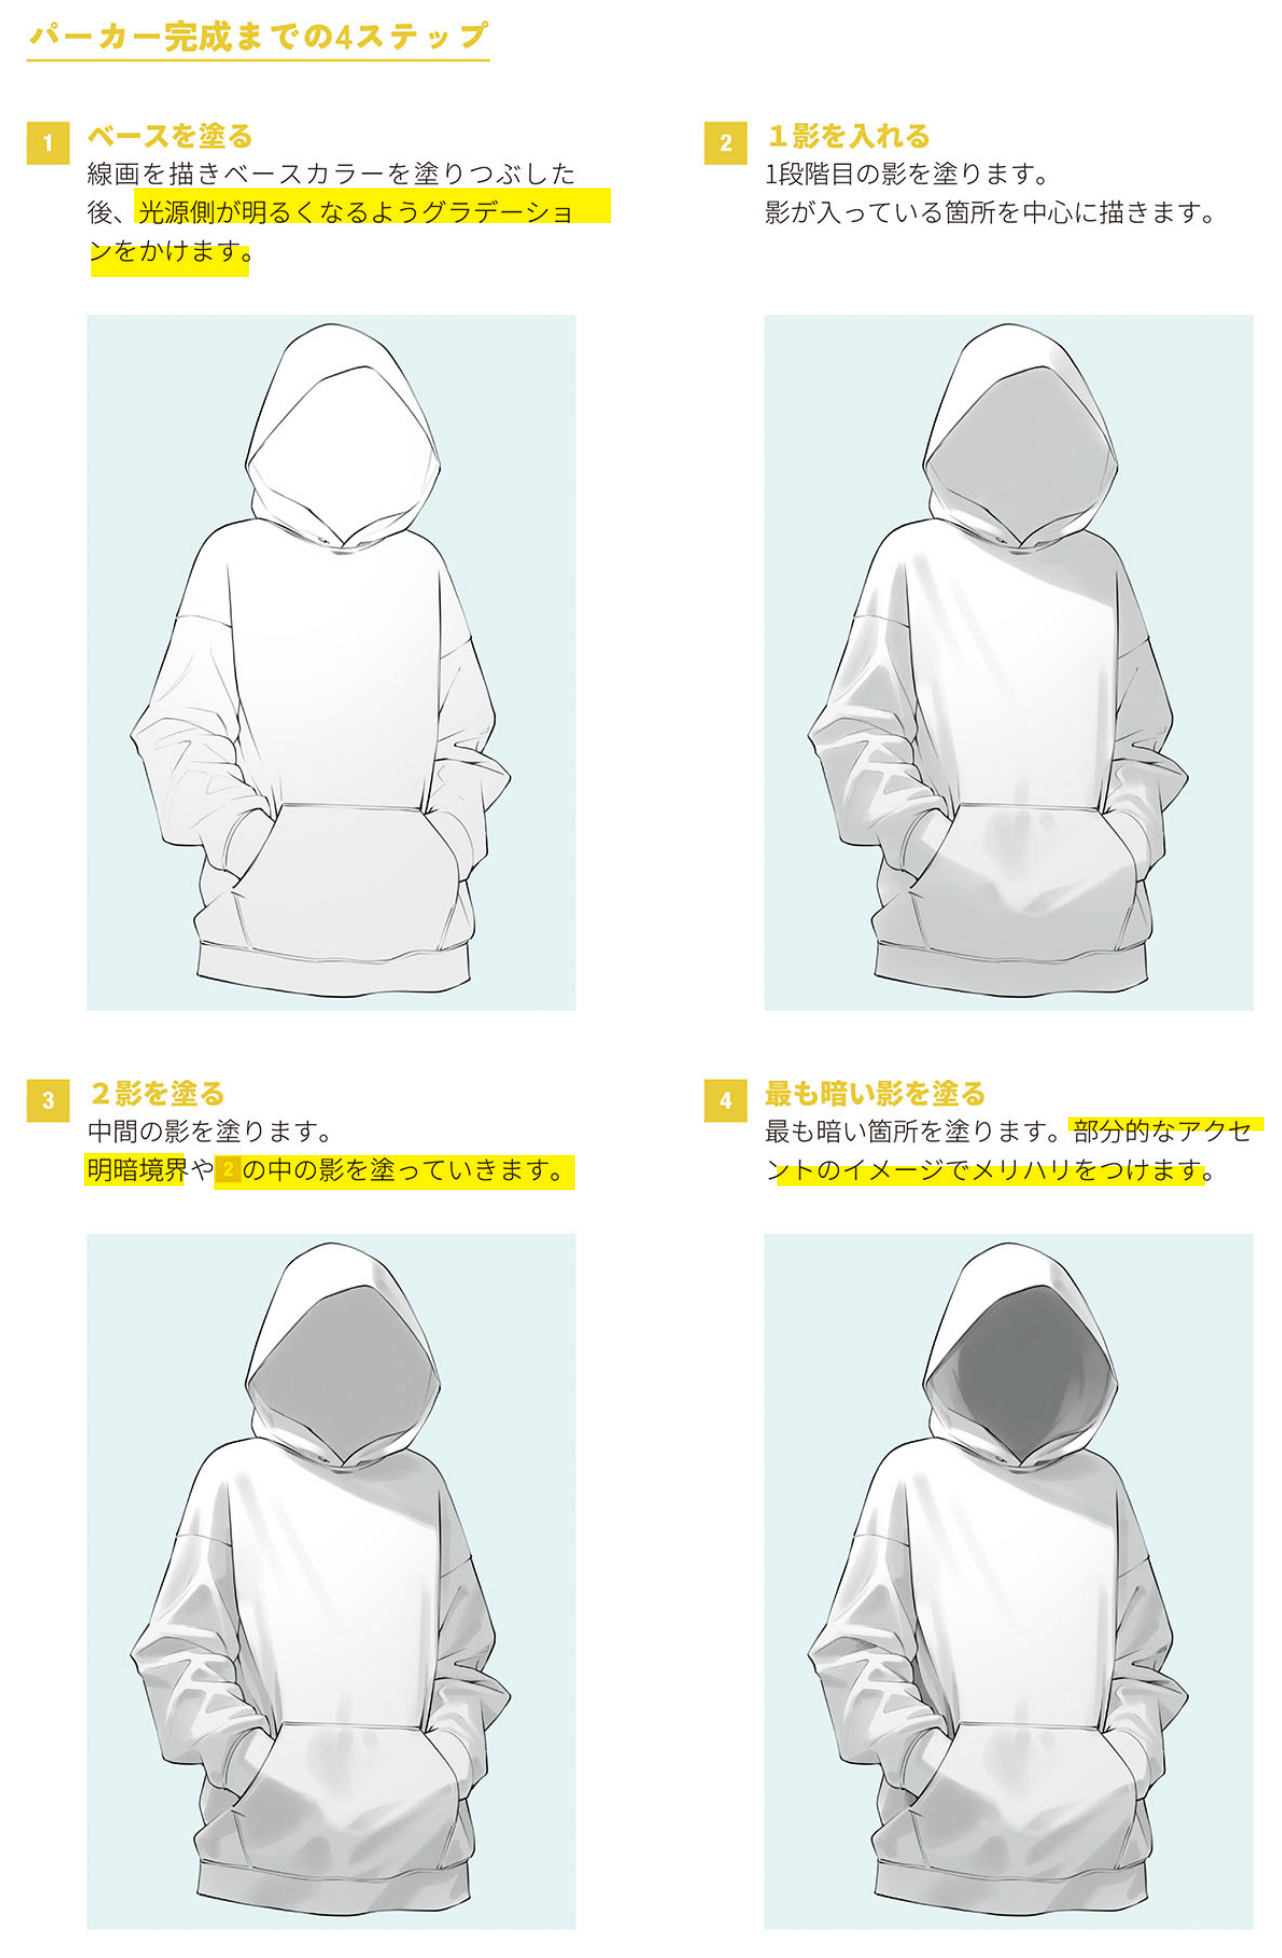 パーカー完成までの4ステップ
1 ベースを塗る
線画を描きベースカラーを塗りつぶした
後、光源側が明るくなるようグラデーショ
ンをかけます。
2 １影を入れる
1段階目の影を塗ります。
影が入っている箇所を中心に描きます。
3 ２影を塗る
中間の影を塗ります。
明暗境界や2の中の影を塗っていきます。
4 最も暗い影を塗る
最も暗い箇所を塗ります。部分的なアクセ
ントのイメージでメリハリをつけます。